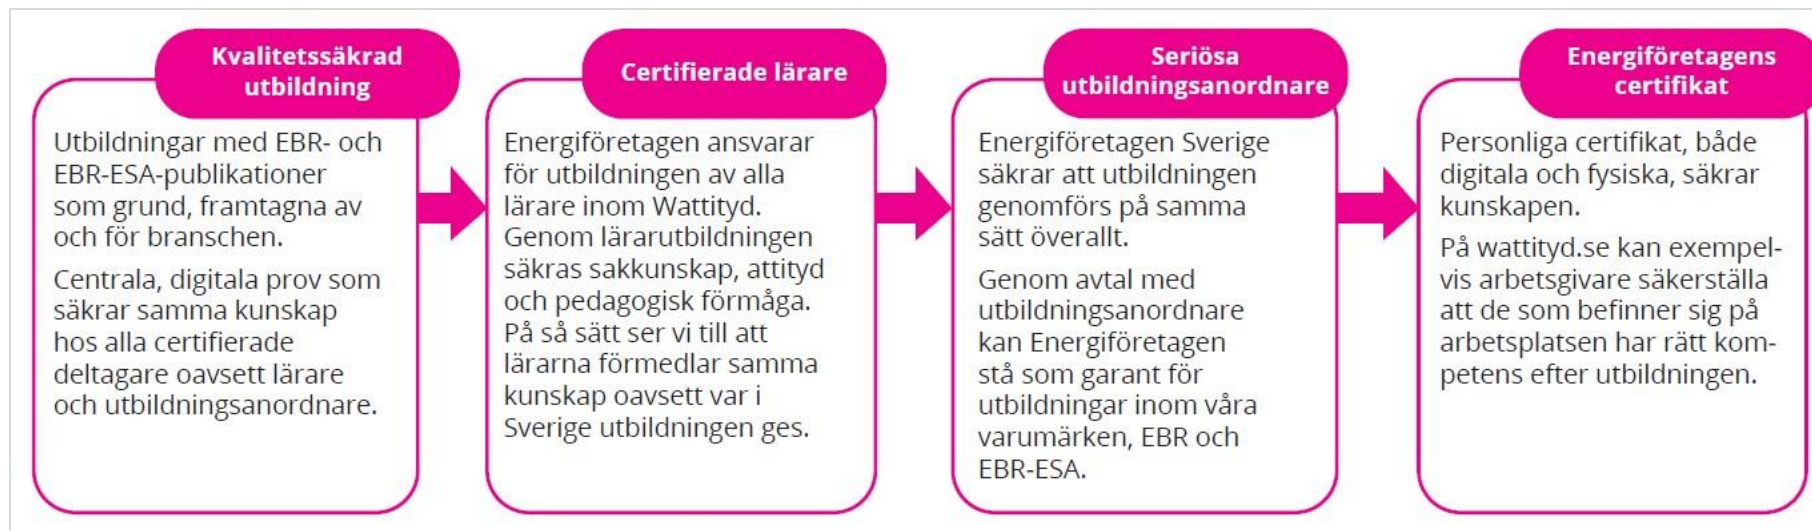 Kvalitetssäkrad
utbildning
Utbildningar med EBR- och
EBR-ESA-publikationer
som grund, framtagna av
och för branschen.
Centrala, digitala prov som
säkrar samma kunskap
hos alla certifierade
deltagare oavsett lärare
och utbildningsanordnare.
Certifierade lärare
Energiföretagen ansvarar
för utbildningen av alla
lärare inom Wattityd.
Genom lärarutbildningen
säkras sakkunskap, attityd
och pedagogisk förmåga.
På så sätt ser vi till att
lärarna förmedlar samma
kunskap oavsett var i
Sverige utbildningen ges.
Seriösa
utbildningsanordnare
Energiföretagen Sverige
säkrar att utbildningen
genomförs på samma
sätt överallt.
Genom avtal med
utbildningsanordnare
kan Energiföretagen
stå som garant för
utbildningar inom våra
varumärken, EBR och
EBR-ESA.
Energiföretagens
certifikat
Personliga certifikat, både
digitala och fysiska, säkrar
kunskapen.
På wattityd.se kan exempel-
vis arbetsgivare säkerställa
att de som befinner sig på
arbetsplatsen har rätt kom-
petens efter utbildningen.